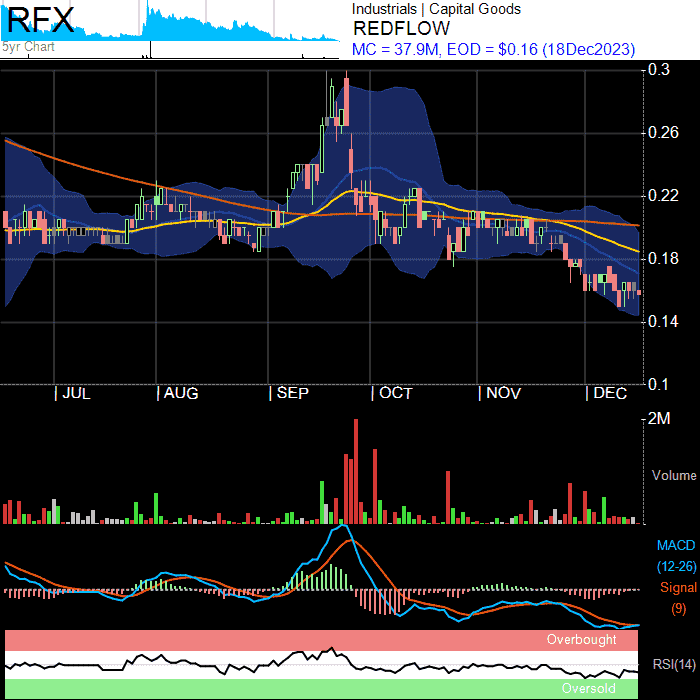 RFX
5yr Chart
Industrials | Capital Goods
REDFLOW
MC = 37.9M, EOD = $0.16 (18Dec2023)
0.3
0.26
0.22
0.18
0.14
0.1
| JUL | AUG | SEP | OCT | NOV | DEC
2M
Volume
MACD
(12-26)
Signal
(9)
Overbought
RSI(14)
Oversold